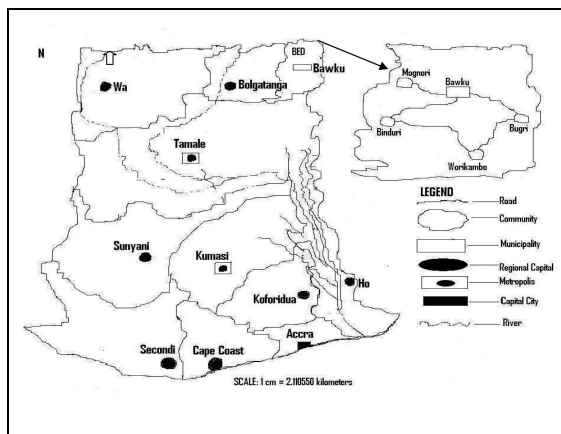 N
BED
Bawku
Wa
Bolgatanga
Tamale
Sunyani
Kumasi
Koforidua
Ho
Secondi
Cape Coast
Accra
SCALE: 1 cm = 2.110550 kilometers
Mognori
Bawku
Binduri
Bugri
Worikambo
LEGEND
Road
Community
Municipality
Regional Capital
Metropolis
Capital City
River